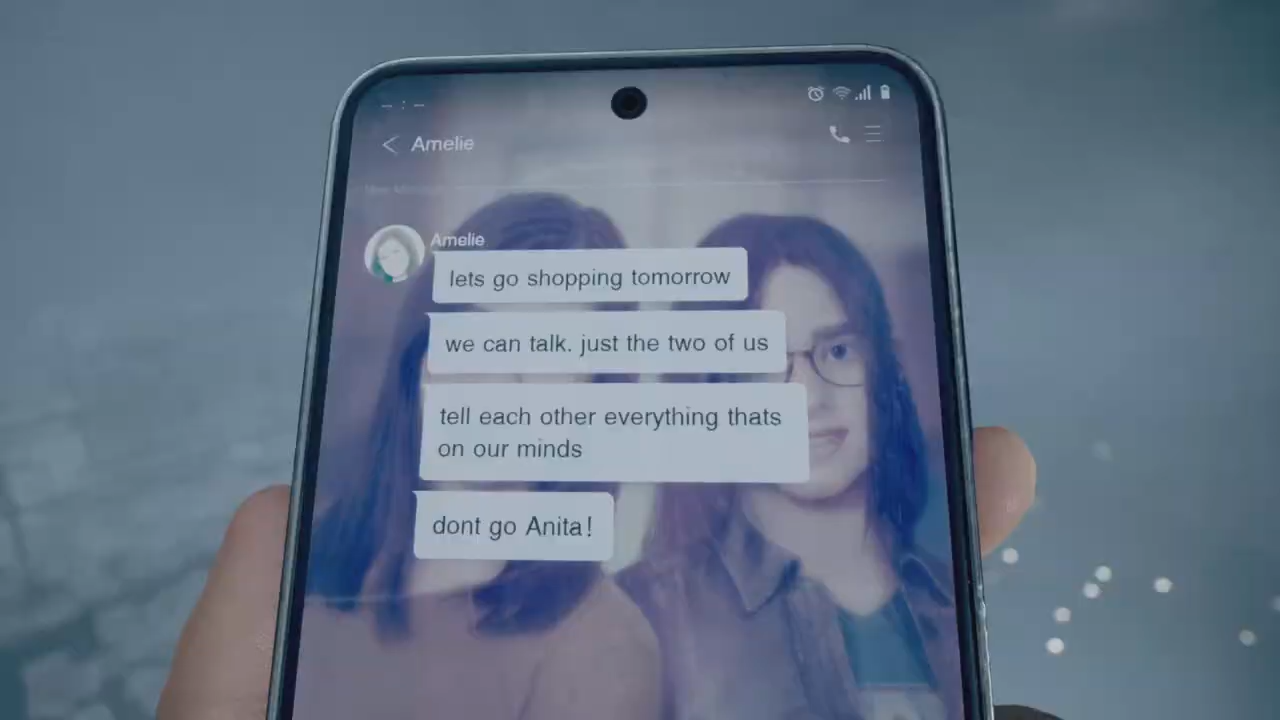 -- : --
Amelie
Amelie
lets go shopping tomorrow
we can talk. just the two of us
tell each other everything thats
on our minds
dont go Anita!